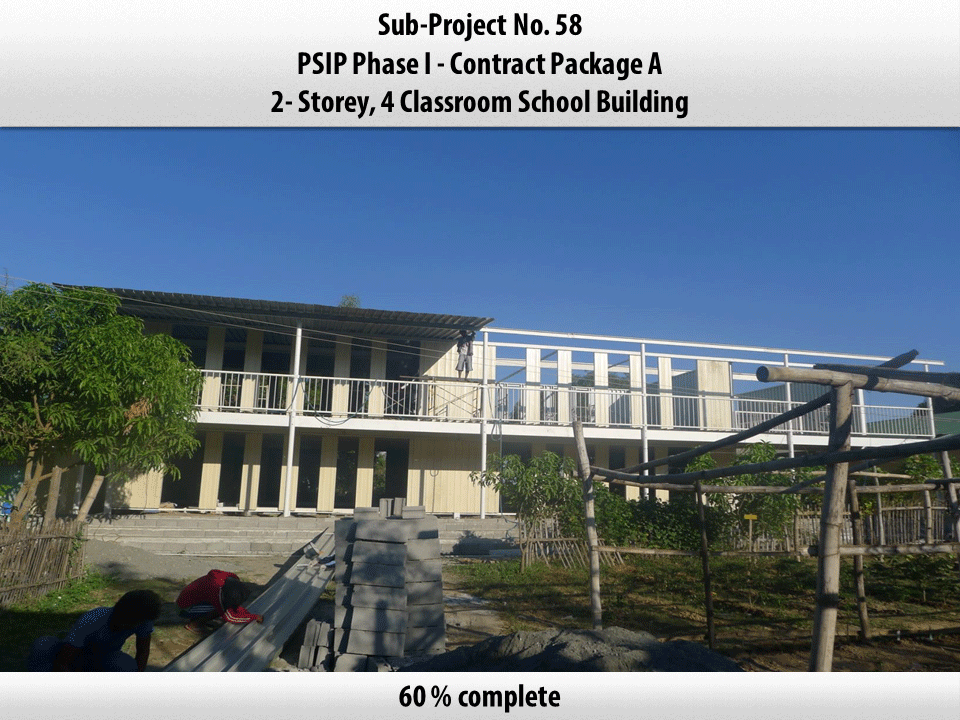 Sub-Project No. 58
PSIP Phase I - Contract Package A
2- Storey, 4 Classroom School Building
60 % complete